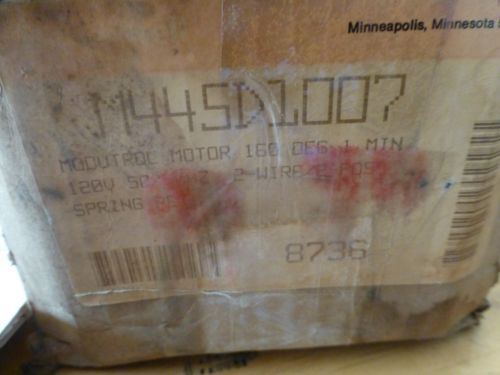 Minneapolis, Minnesota
M445D1007
MODUTROL MOTOR 160 DEG 1 MIN
120V 2-WIRE
SPRING
8736